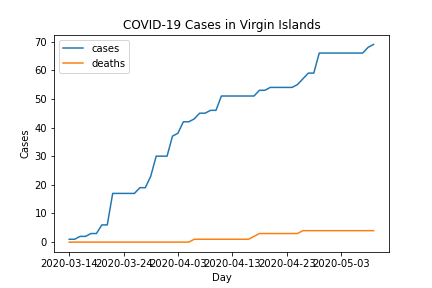 COVID-19 Cases in Virgin Islands
cases
deaths
70
60
50
40
30
20
10
0
Cases
2020-03-14 2020-03-24 2020-04-03 2020-04-13 2020-04-23 2020-05-03
Day